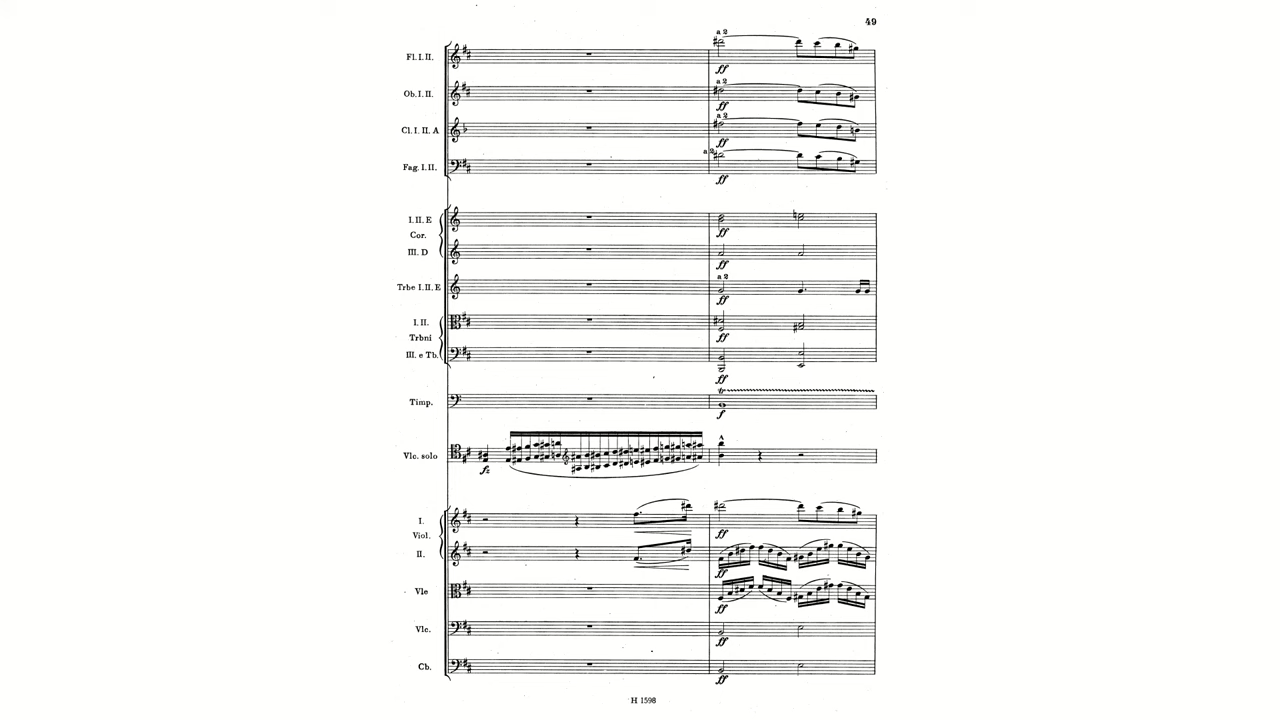 49
a 2
Fl. I. II.
ff
a 2
Ob. I. II.
ff
a 2
Cl. I. II. A
ff
a 2
Fag. I. II.
ff
I. II. E
ff
Cor.
III. D
ff
a 2
Trbe I. II. E
ff
I. II.
ff
Trbni
III. e Tb.
ff
tr
Timp.
f
Vlc. solo
fz
I.
ff
Viol.
II.
ff
Vle
ff
Vlc.
ff
Cb.
ff
H 1598